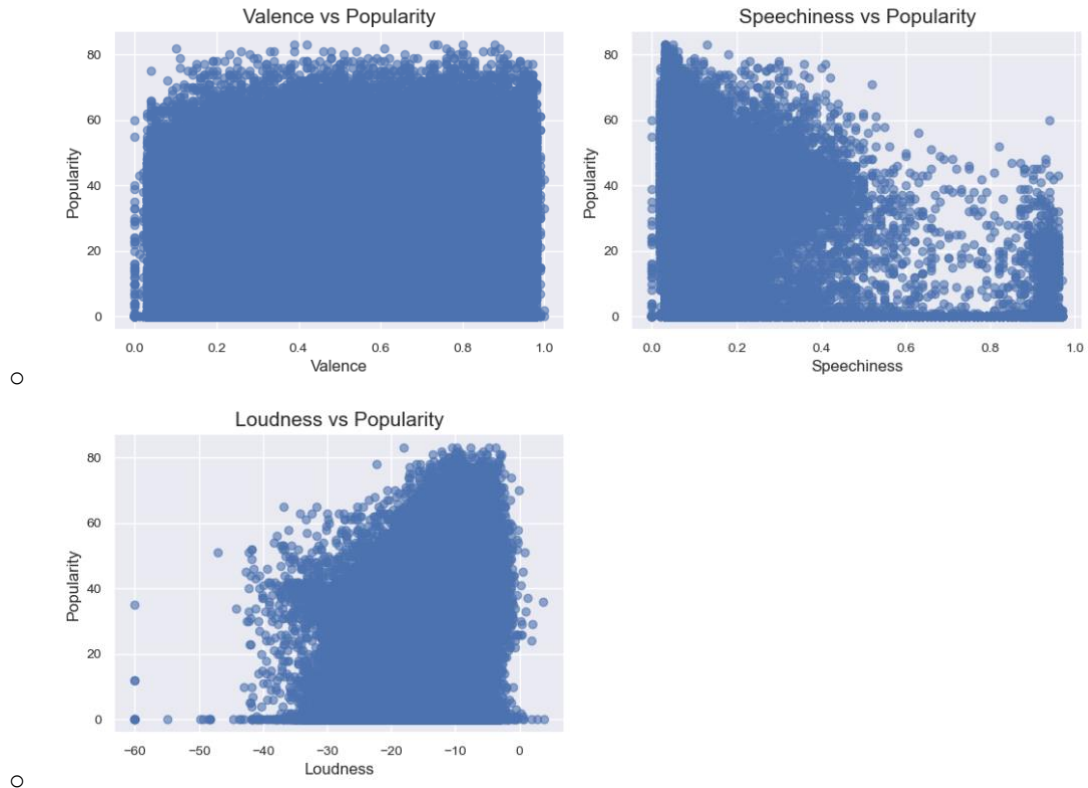 Valence vs Popularity
80
60
40
20
0
Popularity
0.0 0.2 0.4 0.6 0.8 1.0
Valence
Speechiness vs Popularity
80
60
40
20
0
Popularity
0.0 0.2 0.4 0.6 0.8 1.0
Speechiness
Loudness vs Popularity
80
60
40
20
0
Popularity
−60 −50 −40 −30 −20 −10 0
Loudness